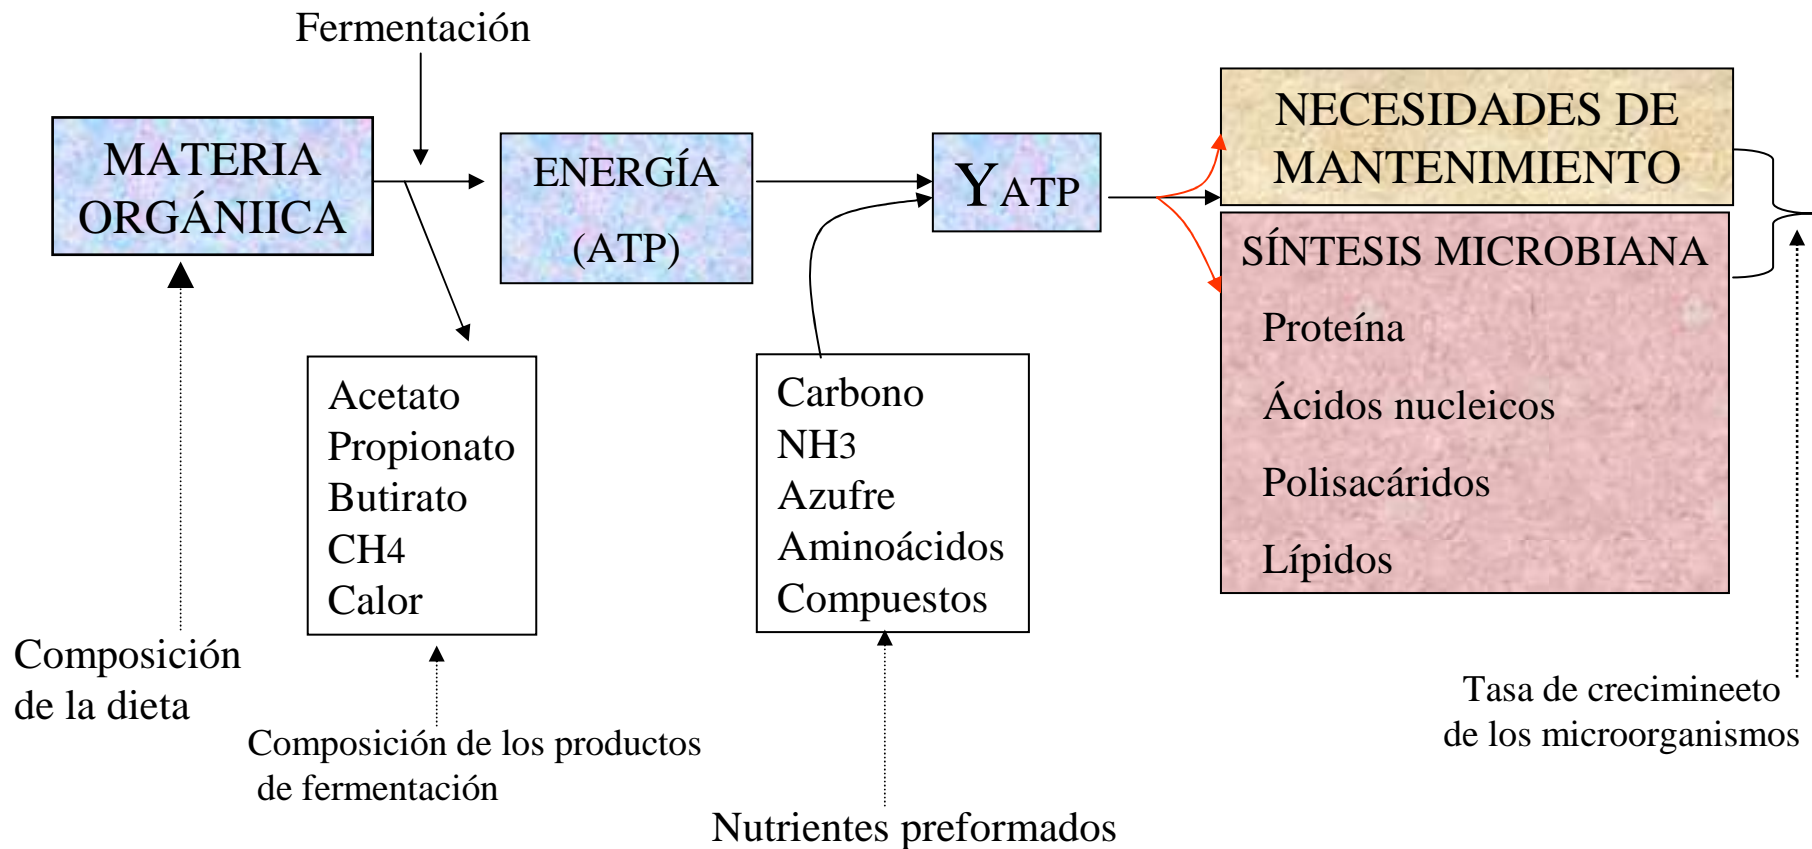 Fermentación
MATERIA
ORGÁNIICA
ENERGÍA
(ATP)
YATP
NECESIDADES DE
MANTENIMIENTO
SÍNTESIS MICROBIANA
Proteína
Ácidos nucleicos
Polisacáridos
Lípidos
Acetato
Propionato
Butirato
CH4
Calor
Carbono
NH3
Azufre
Aminoácidos
Compuestos
Composición
de la dieta
Composición de los productos
de fermentación
Nutrientes preformados
Tasa de crecimineeto
de los microorganismos